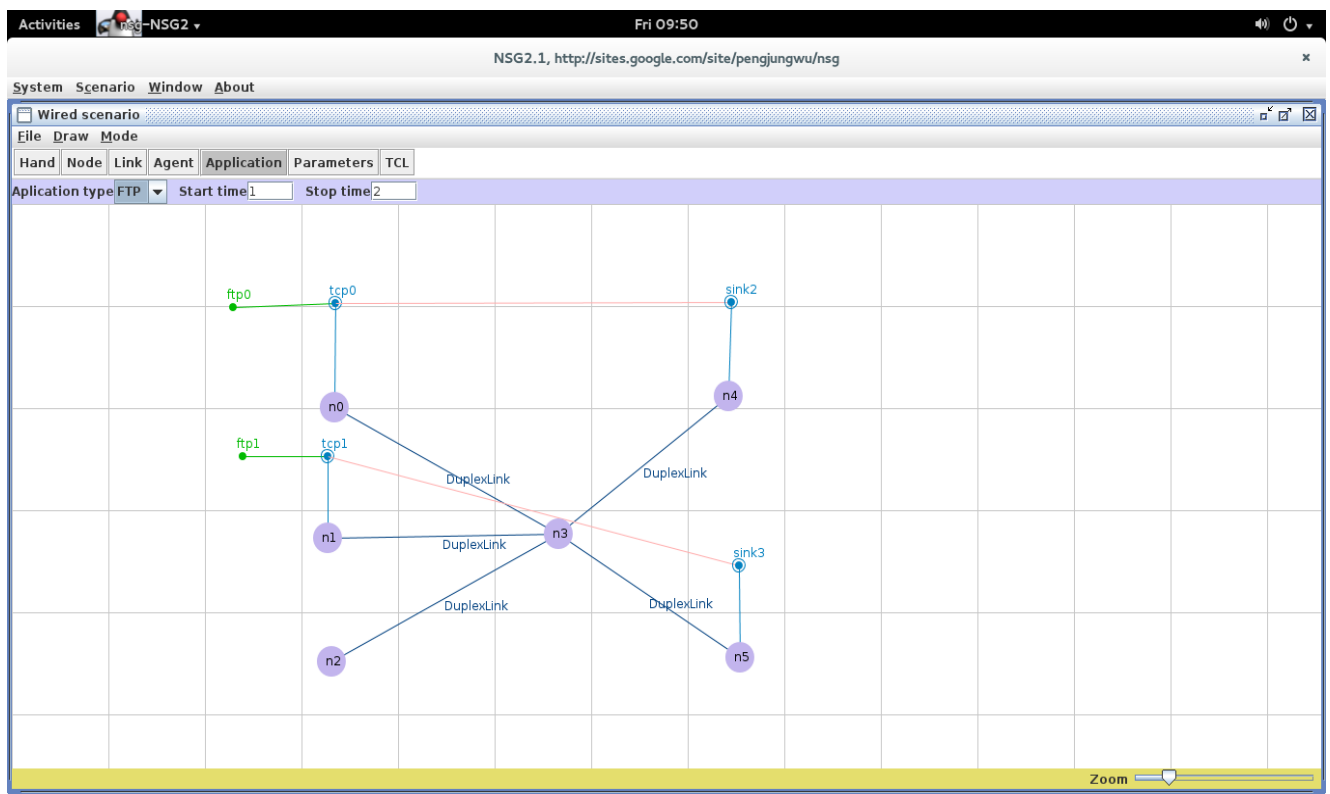 Activities nsg-NSG2 Fri 09:50
NSG2.1, http://sites.google.com/site/pengjungwu/nsg
System Scenario Window About
Wired scenario
File Draw Mode
Hand Node Link Agent Application Parameters TCL
Aplication type FTP Start time 1 Stop time 2
ftp0 tcp0 sink2
n0 n4
ftp1 tcp1
DuplexLink DuplexLink
n1 DuplexLink n3
sink3
DuplexLink DuplexLink
n2 n5
Zoom